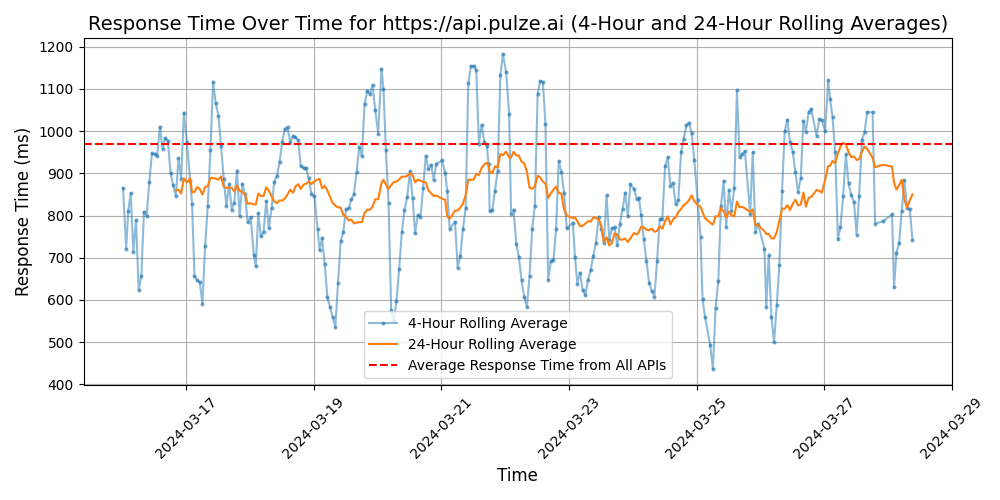 Response Time Over Time for https://api.pulze.ai (4-Hour and 24-Hour Rolling Averages)
Response Time (ms)
1200
1100
1000
900
800
700
600
500
400
4-Hour Rolling Average
24-Hour Rolling Average
Average Response Time from All APIs
2024-03-17
2024-03-19
2024-03-21
2024-03-23
2024-03-25
2024-03-27
2024-03-29
Time